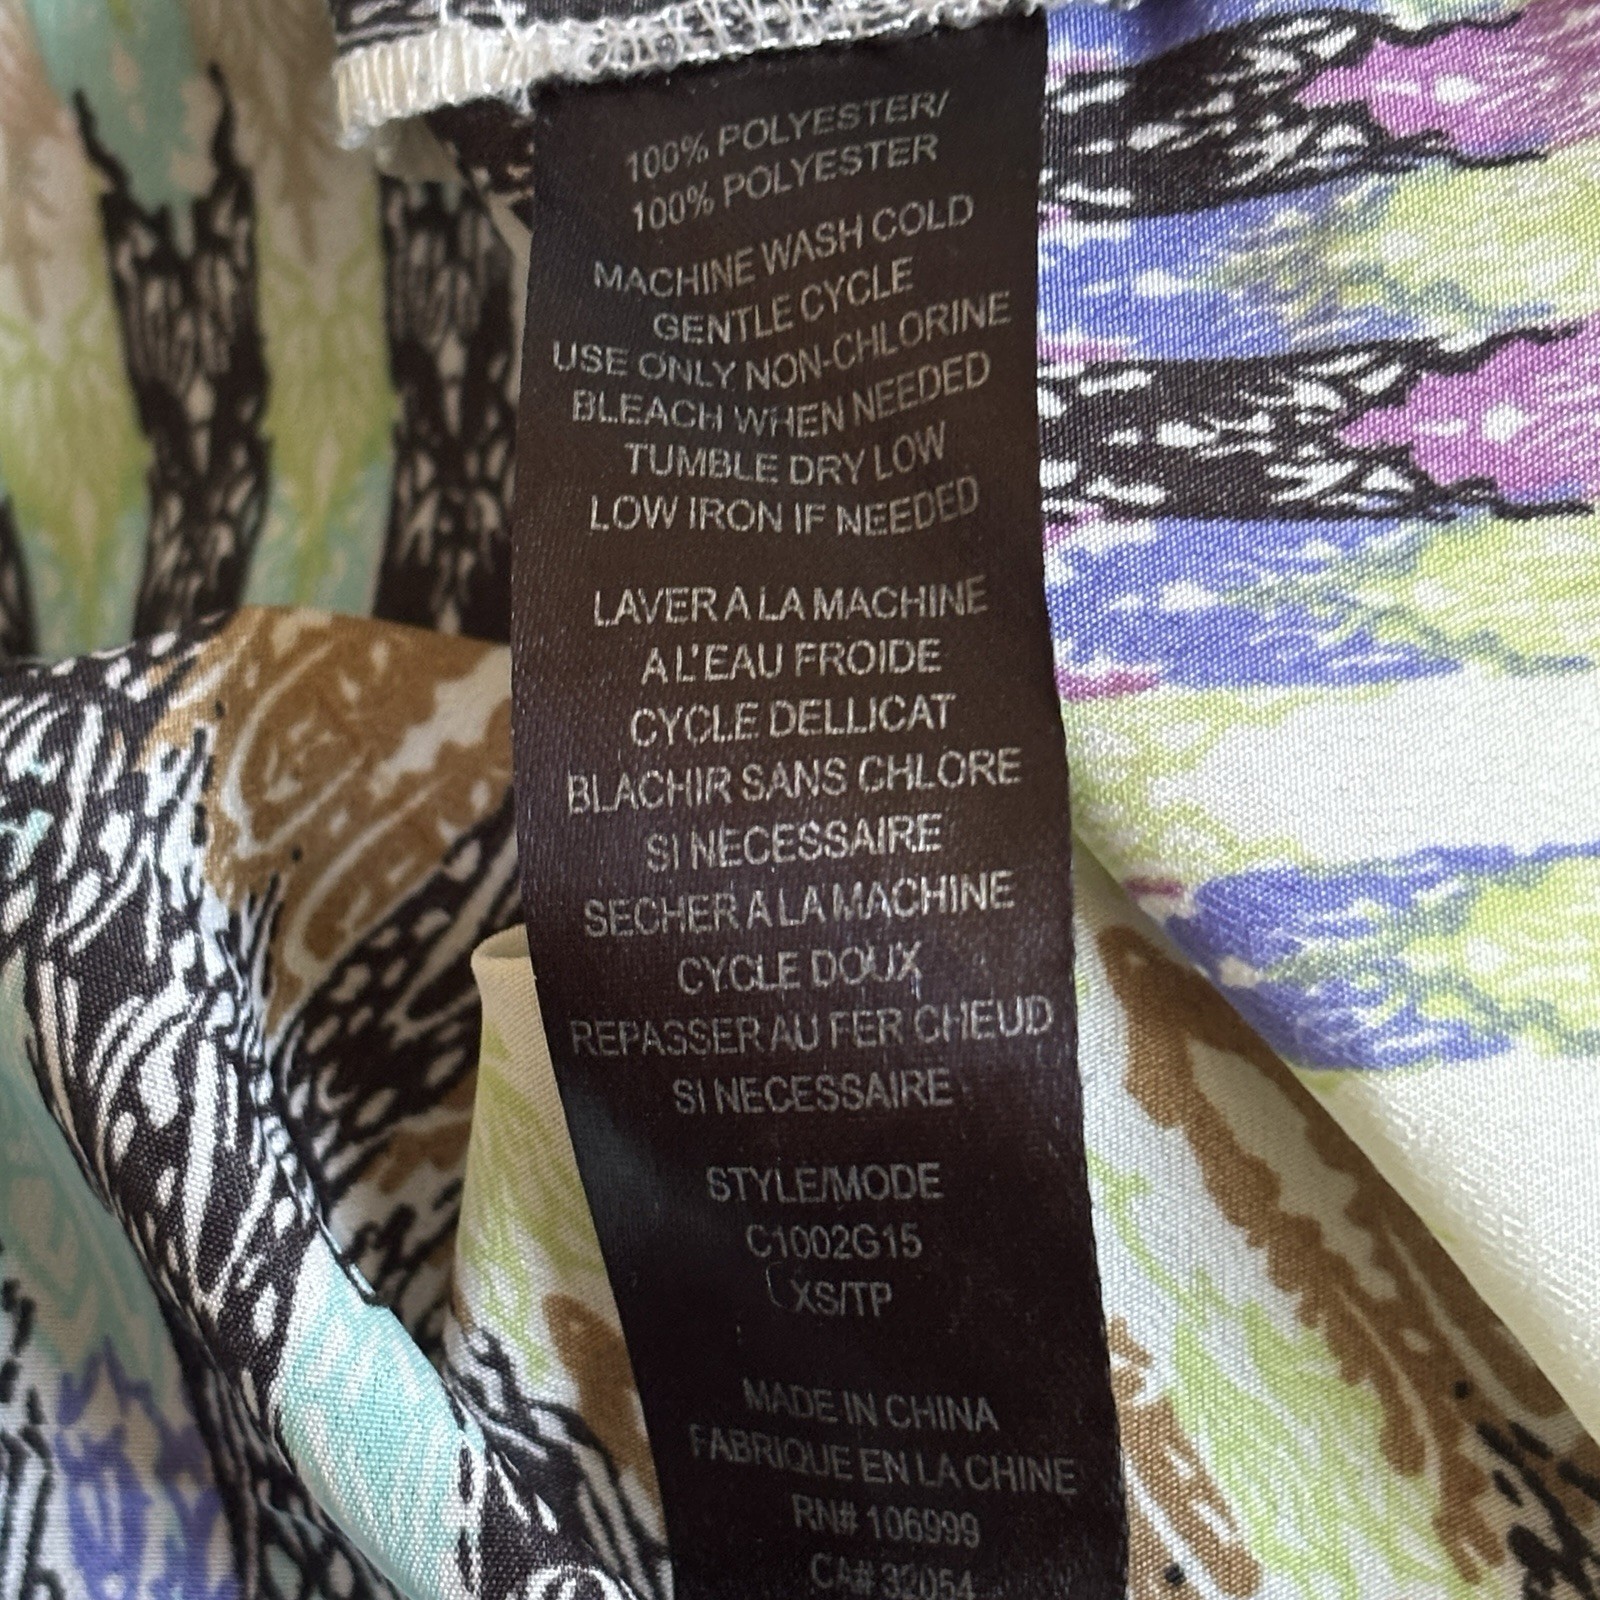 100% POLYESTER/
100% POLYESTER
MACHINE WASH COLD
GENTLE CYCLE
USE ONLY NON-CHLORINE
BLEACH WHEN NEEDED
TUMBLE DRY LOW
LOW IRON IF NEEDED
LAVER A LA MACHINE
A L'EAU FROIDE
CYCLE DELLICAT
BLACHIR SANS CHLORE
SI NECESSAIRE
SECHER A LA MACHINE
CYCLE DOUX
REPASSER AU FER CHEUD
SI NECESSAIRE
STYLE/MODE
C1002G15
XS/TP
MADE IN CHINA
FABRIQUE EN LA CHINE
RN# 106999
CA# 32054